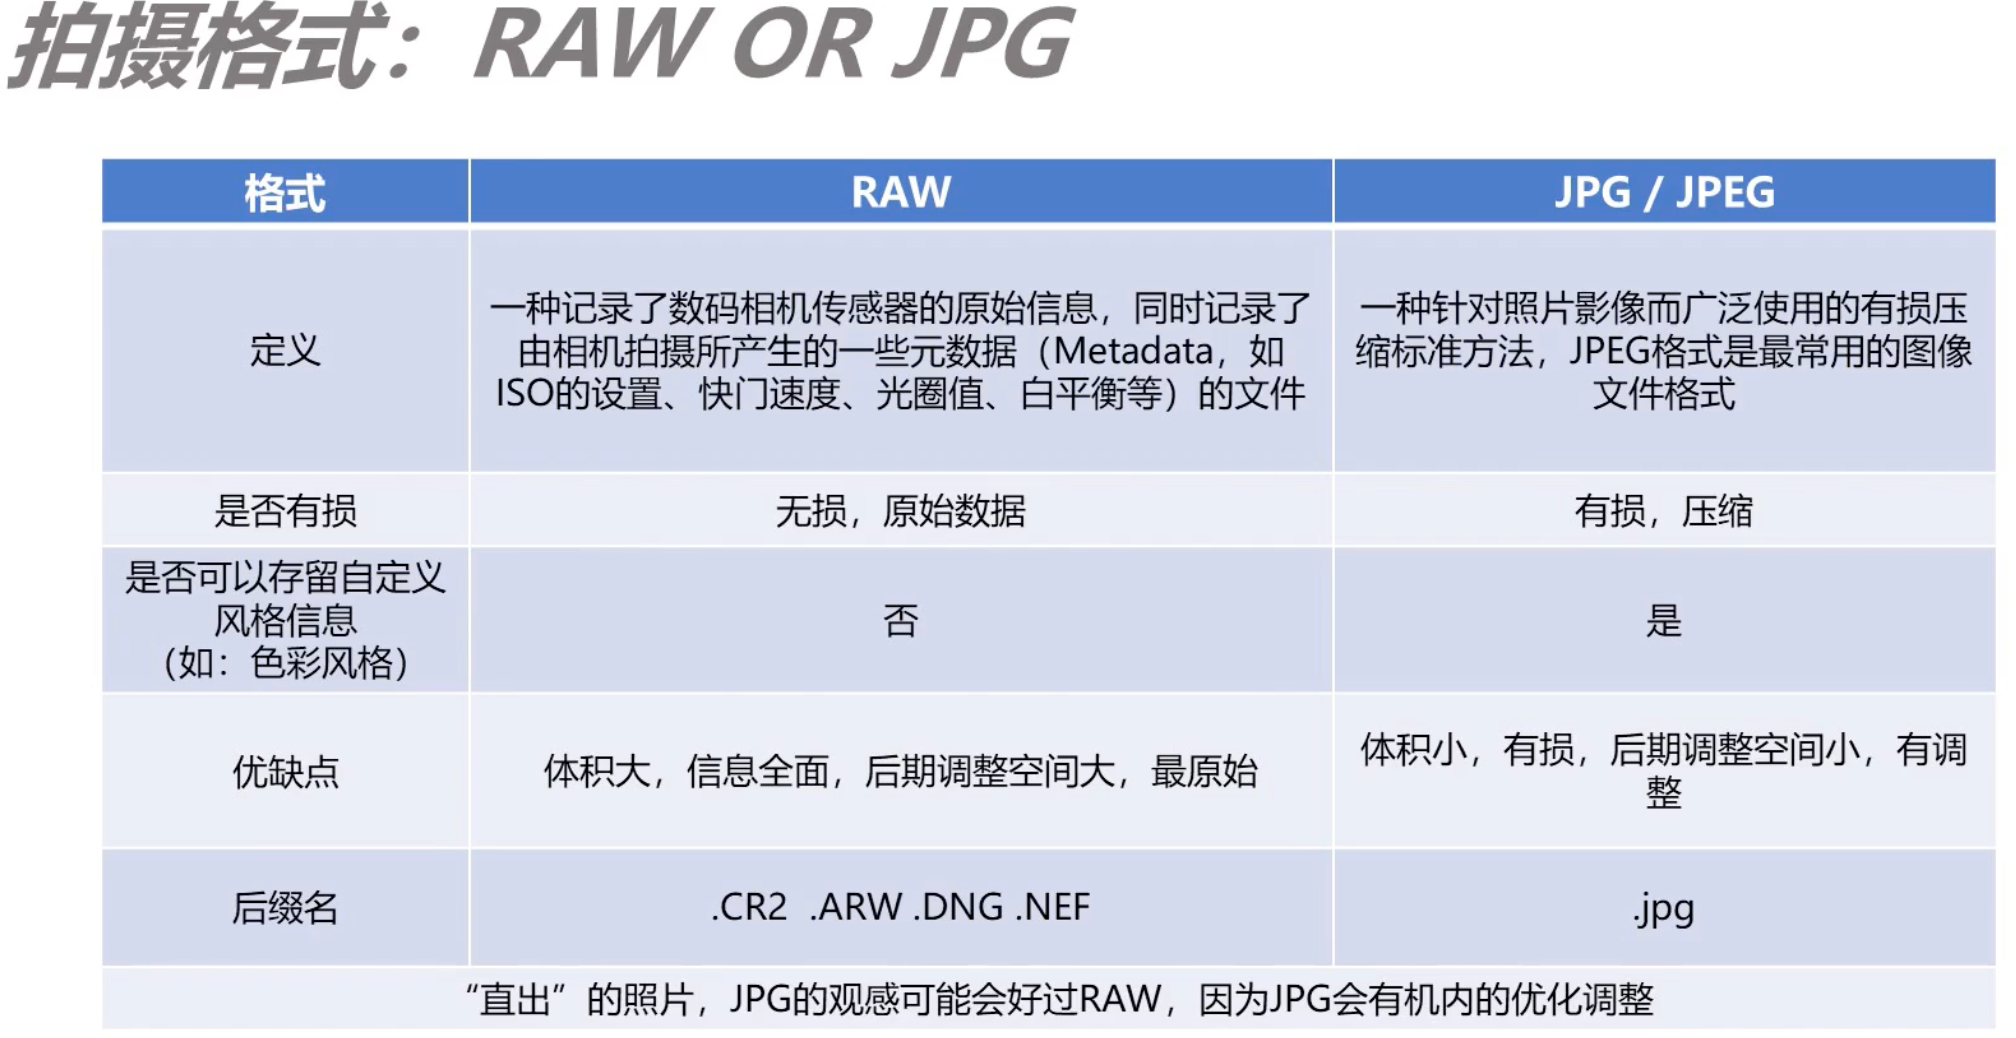 拍摄格式：RAW OR JPG
格式
RAW
JPG / JPEG
定义
一种记录了数码相机传感器的原始信息，同时记录了
由相机拍摄所产生的一些元数据（Metadata，如
ISO的设置、快门速度、光圈值、白平衡等）的文件
一种针对照片影像而广泛使用的有损压
缩标准方法，JPEG格式是最常用的图像
文件格式
是否有损
无损，原始数据
有损，压缩
是否可以存留自定义
风格信息
（如：色彩风格）
否
是
优缺点
体积大，信息全面，后期调整空间大，最原始
体积小，有损，后期调整空间小，有调
整
后缀名
.CR2 .ARW .DNG .NEF
.jpg
“直出”的照片，JPG的观感可能会好过RAW，因为JPG会有机内的优化调整